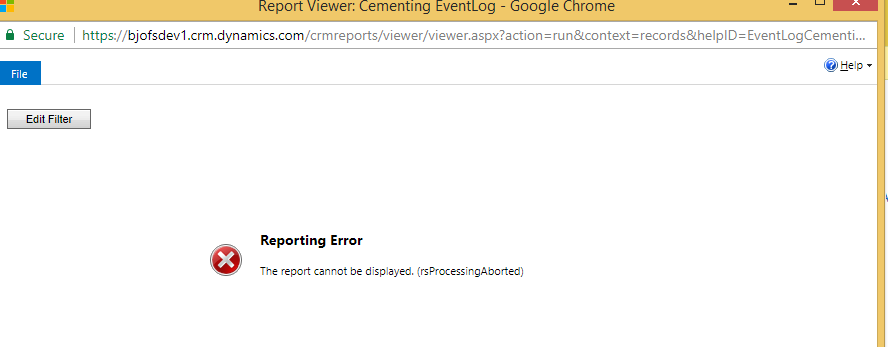 Report Viewer: Cementing EventLog - Google Chrome
Secure https://bjofsdev1.crm.dynamics.com/crmreports/viewer/viewer.aspx?action=run&context=records&helpID=EventLogCementi...
File
Help
Edit Filter
Reporting Error
The report cannot be displayed. (rsProcessingAborted)